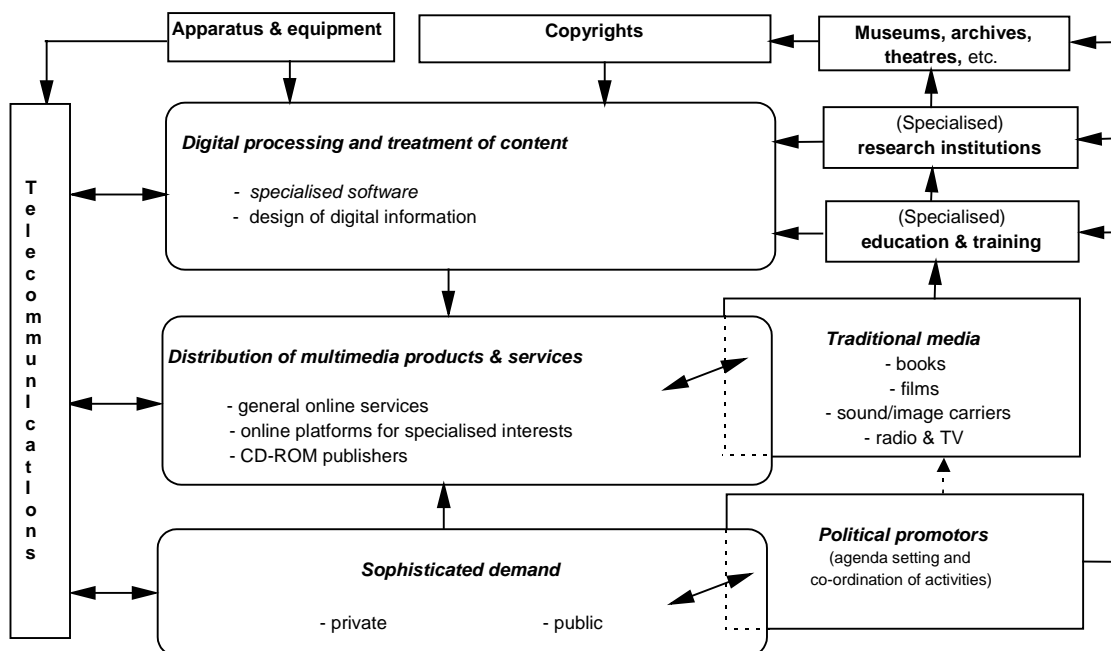 Apparatus & equipment
Copyrights
Museums, archives,
theatres, etc.
Digital processing and treatment of content
- specialised software
- design of digital information
(Specialised)
research institutions
(Specialised)
education & training
TelecommunIcatIons
Distribution of multimedia products & services
- general online services
- online platforms for specialised interests
- CD-ROM publishers
Traditional media
- books
- films
- sound/image carriers
- radio & TV
Sophisticated demand
- private - public
Political promotors
(agenda setting and
co-ordination of activities)